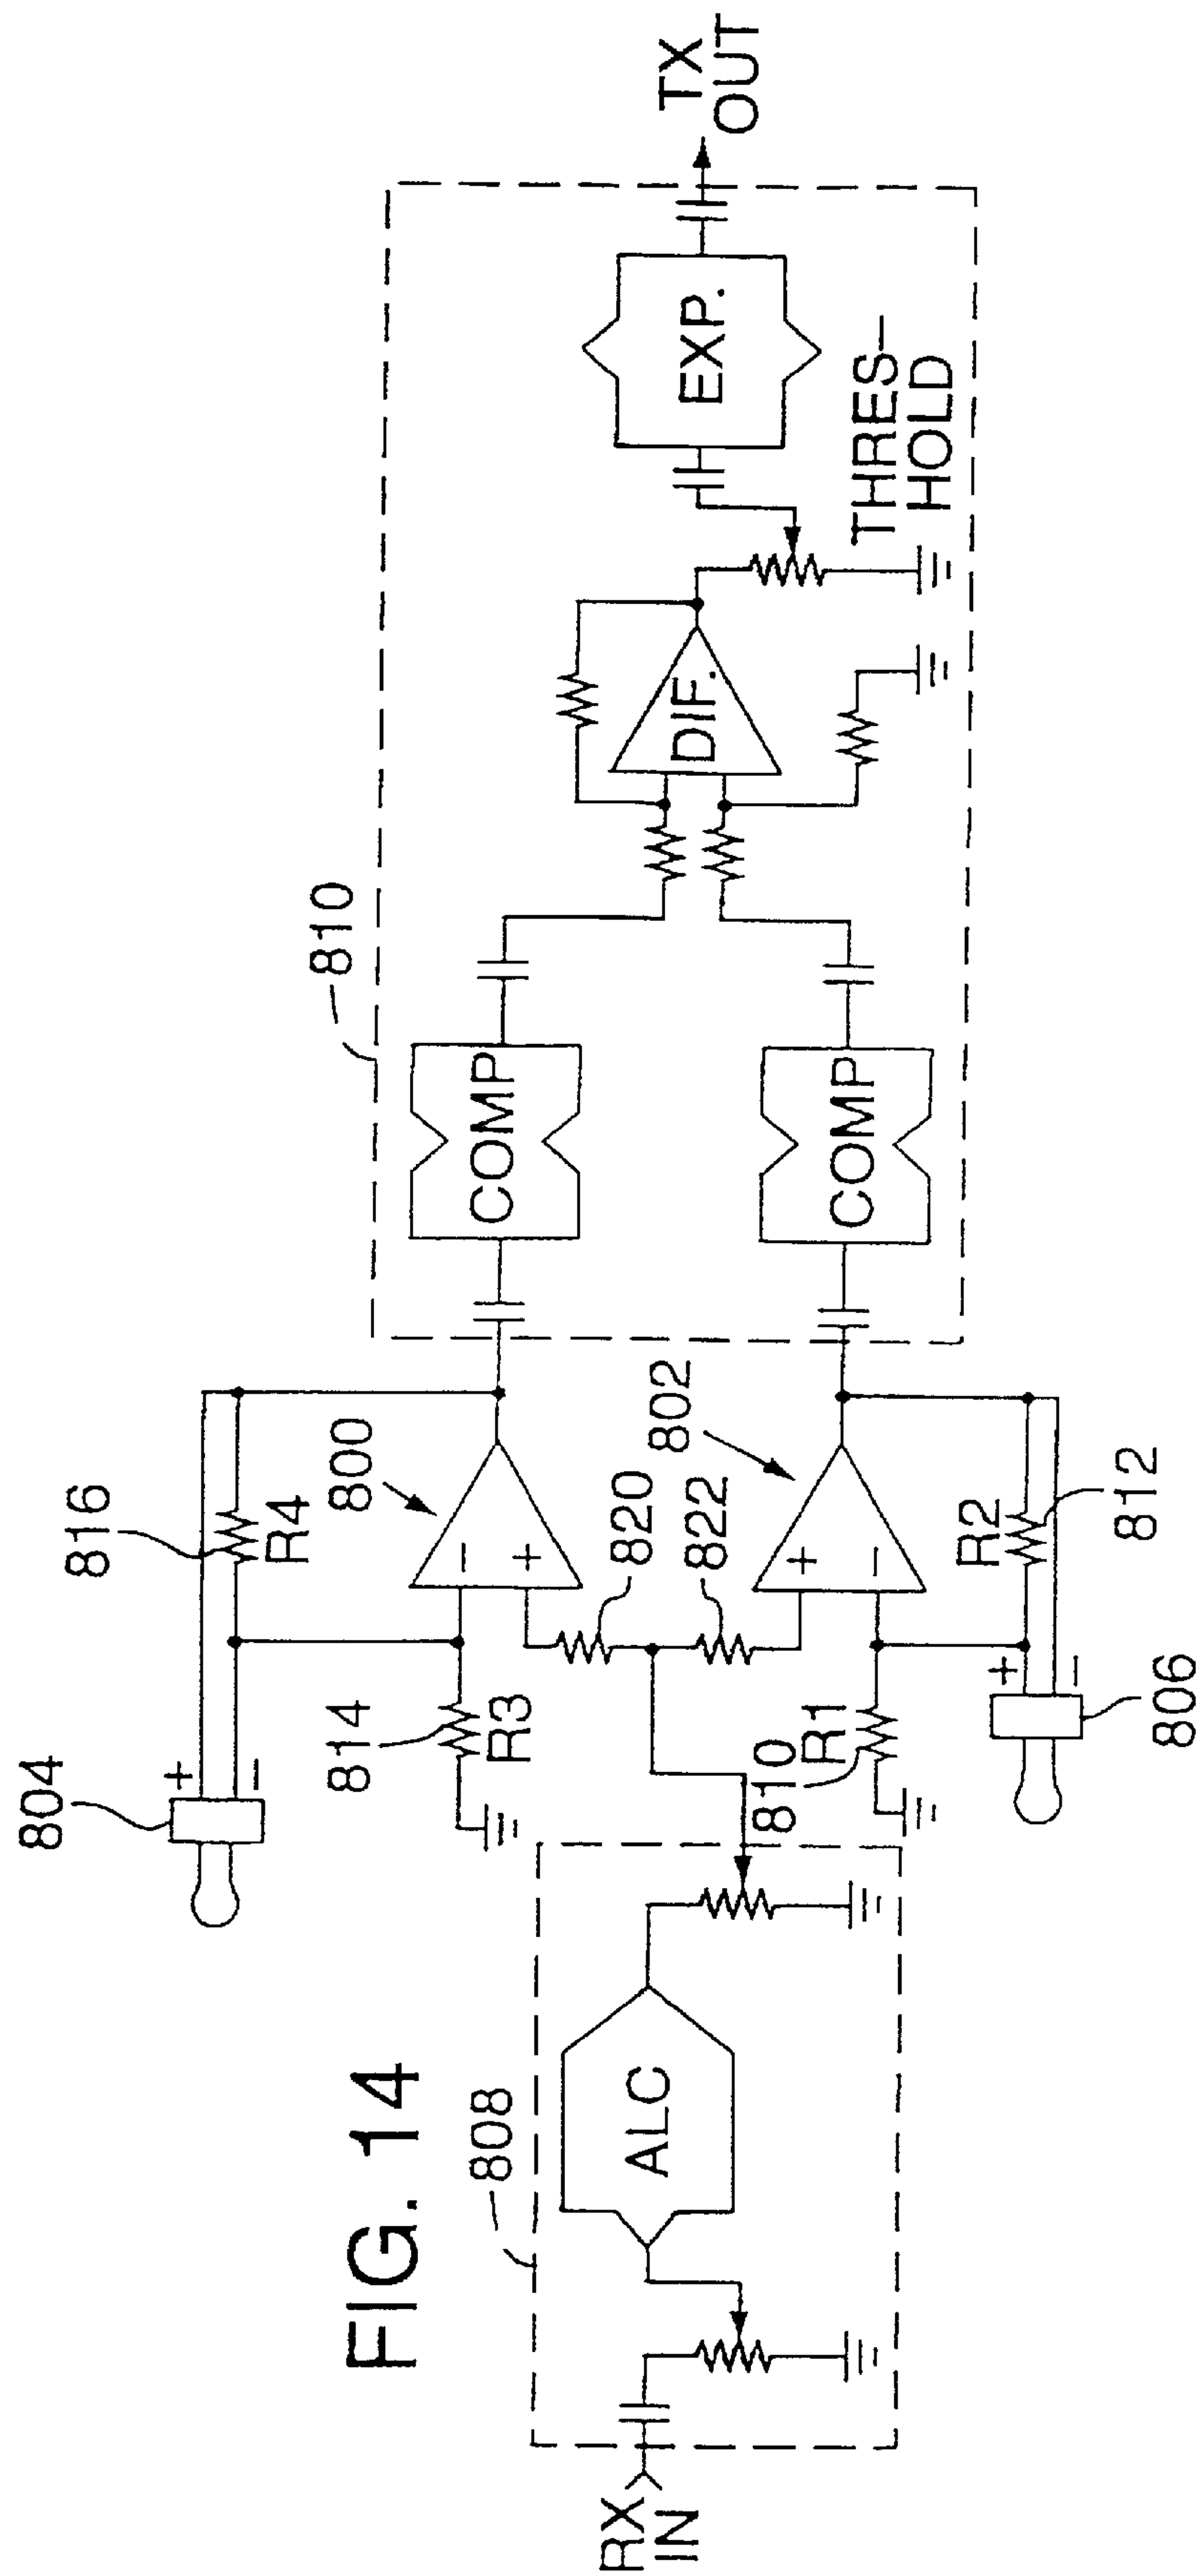 FIG. 14
RX
IN
808
ALC
804
+
−
816
R4
814
R3
800
−
+
820
822
802
+
−
810
R1
R2
812
+
−
806
810
COMP
COMP
DIF.
THRES–
HOLD
EXP.
TX
OUT